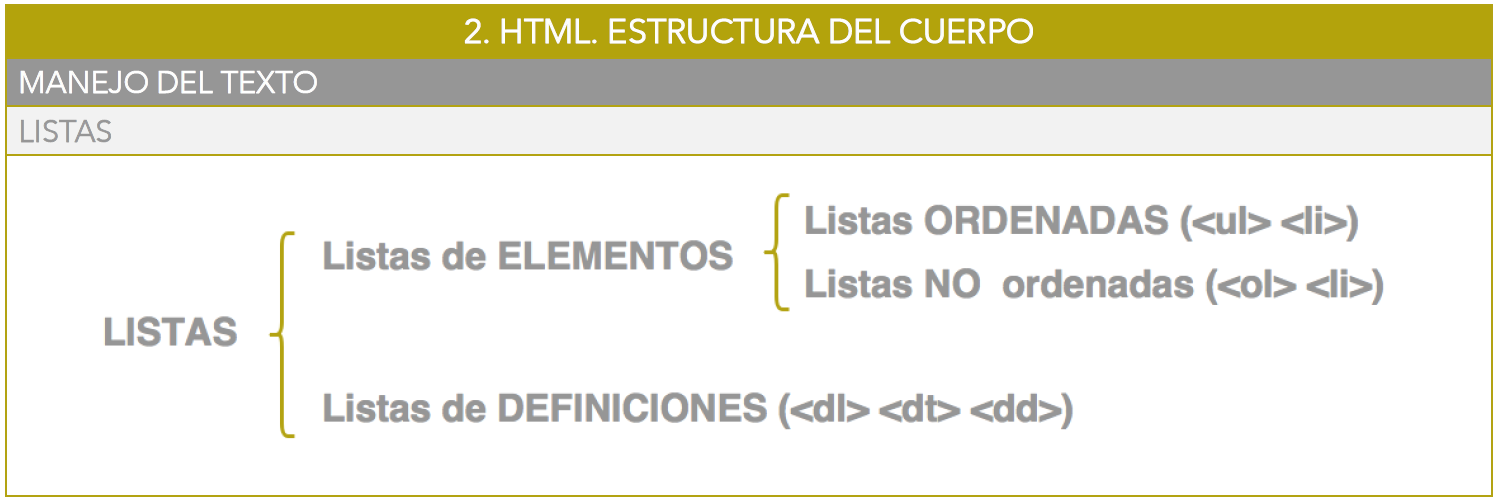 2. HTML. ESTRUCTURA DEL CUERPO
MANEJO DEL TEXTO
LISTAS
LISTAS
Listas de ELEMENTOS
Listas ORDENADAS (<ul> <li>)
Listas NO ordenadas (<ol> <li>)
Listas de DEFINICIONES (<dl> <dt> <dd>)